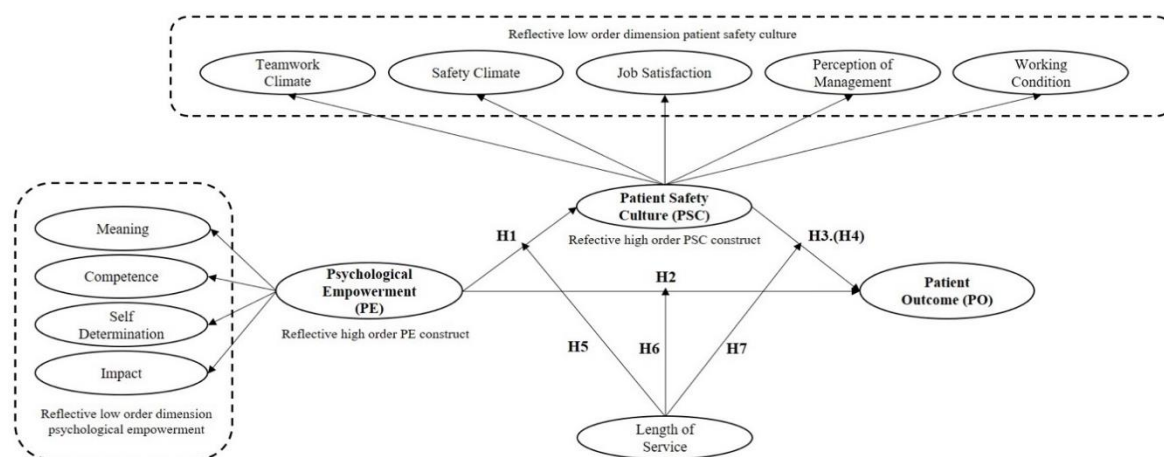 Reflective low order dimension patient safety culture
Teamwork
Climate
Safety Climate
Job Satisfaction
Perception of
Management
Working
Condition
Patient Safety
Culture (PSC)
Refective high order PSC construct
Meaning
Competence
Self
Determination
Impact
Reflective low order dimension
psychological empowerment
Psychological
Empowerment
(PE)
Reflective high order PE construct
H1
H2
H3.(H4)
Patient
Outcome (PO)
H5
H6
H7
Length of
Service